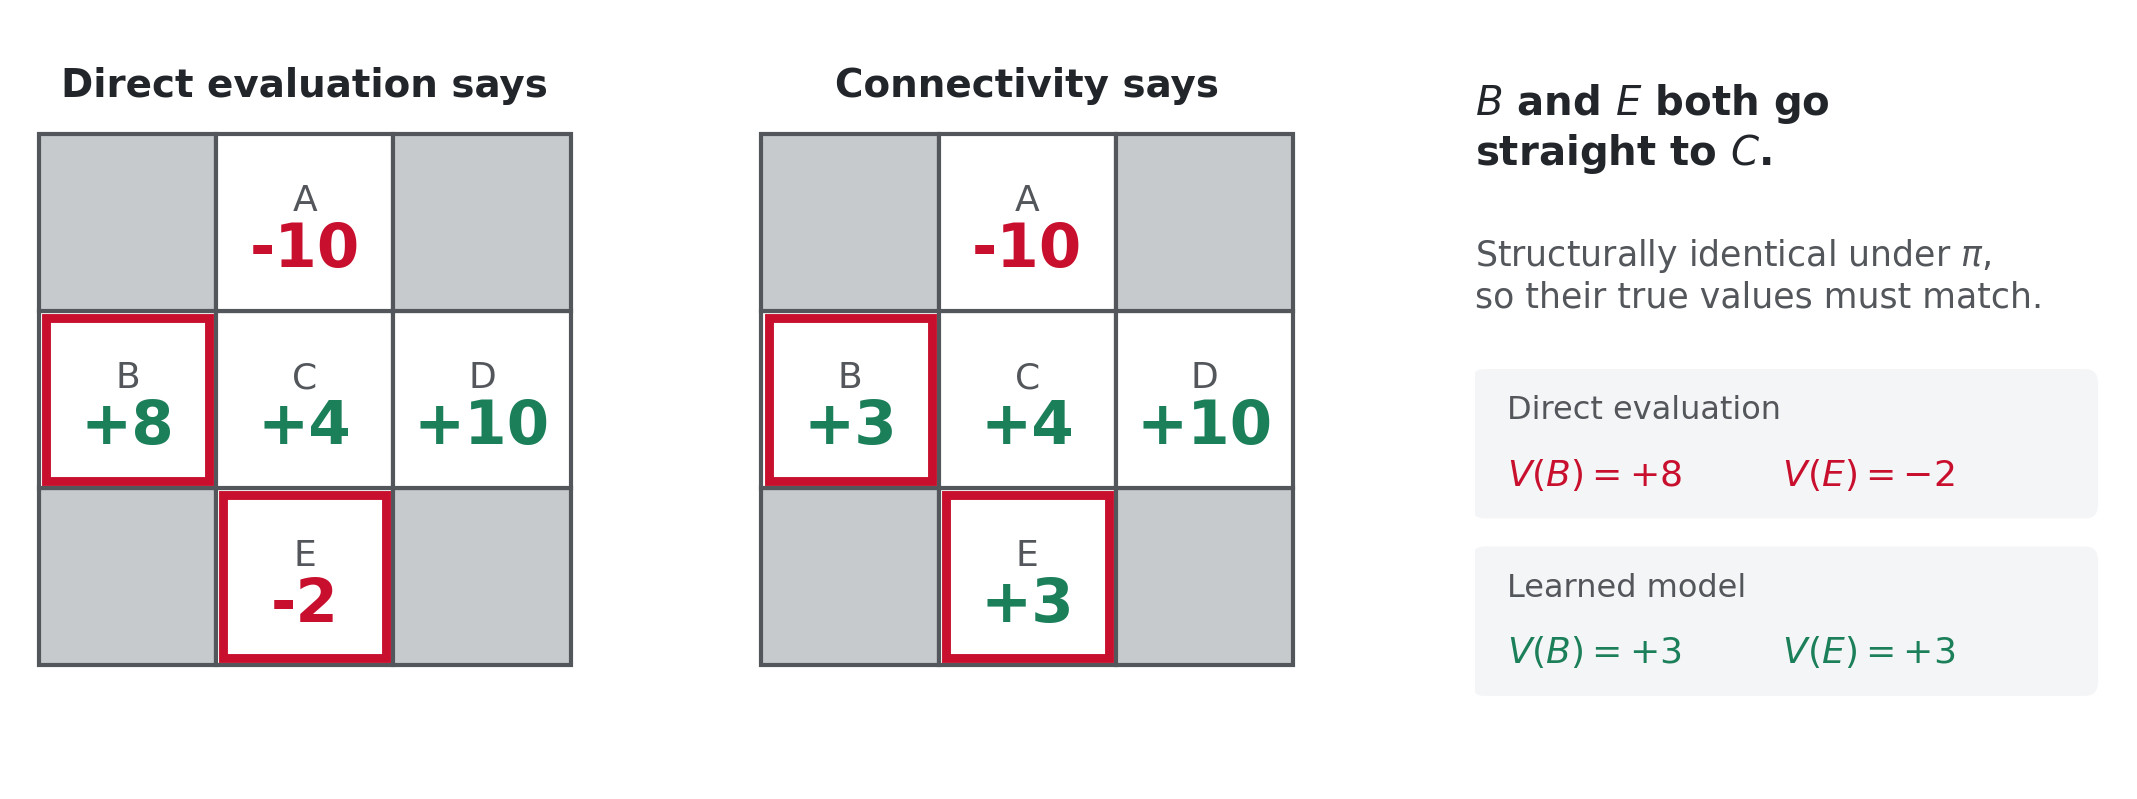 Direct evaluation says
A
-10
B
+8
C
+4
D
+10
E
-2
Connectivity says
A
-10
B
+3
C
+4
D
+10
E
+3
B and E both go
straight to C.
Structurally identical under π,
so their true values must match.
Direct evaluation
V(B) = +8 V(E) = −2
Learned model
V(B) = +3 V(E) = +3